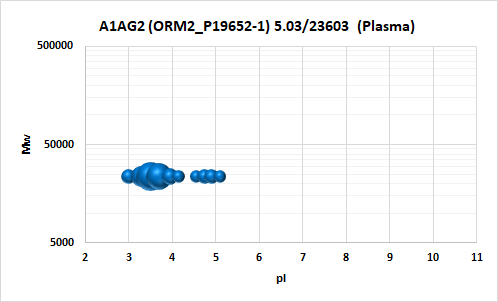 A1AG2 (ORM2_P19652-1) 5.03/23603 (Plasma)
500000
50000
5000
Mw
2 3 4 5 6 7 8 9 10 11
pI